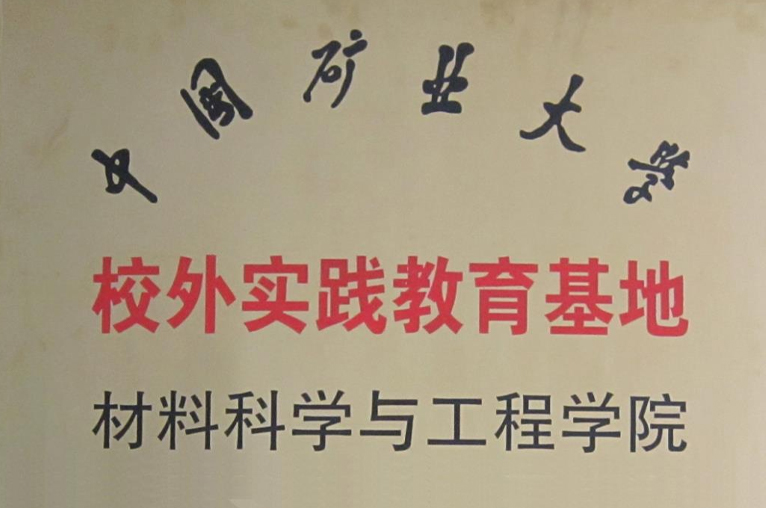 中国矿业大学
校外实践教育基地
材料科学与工程学院